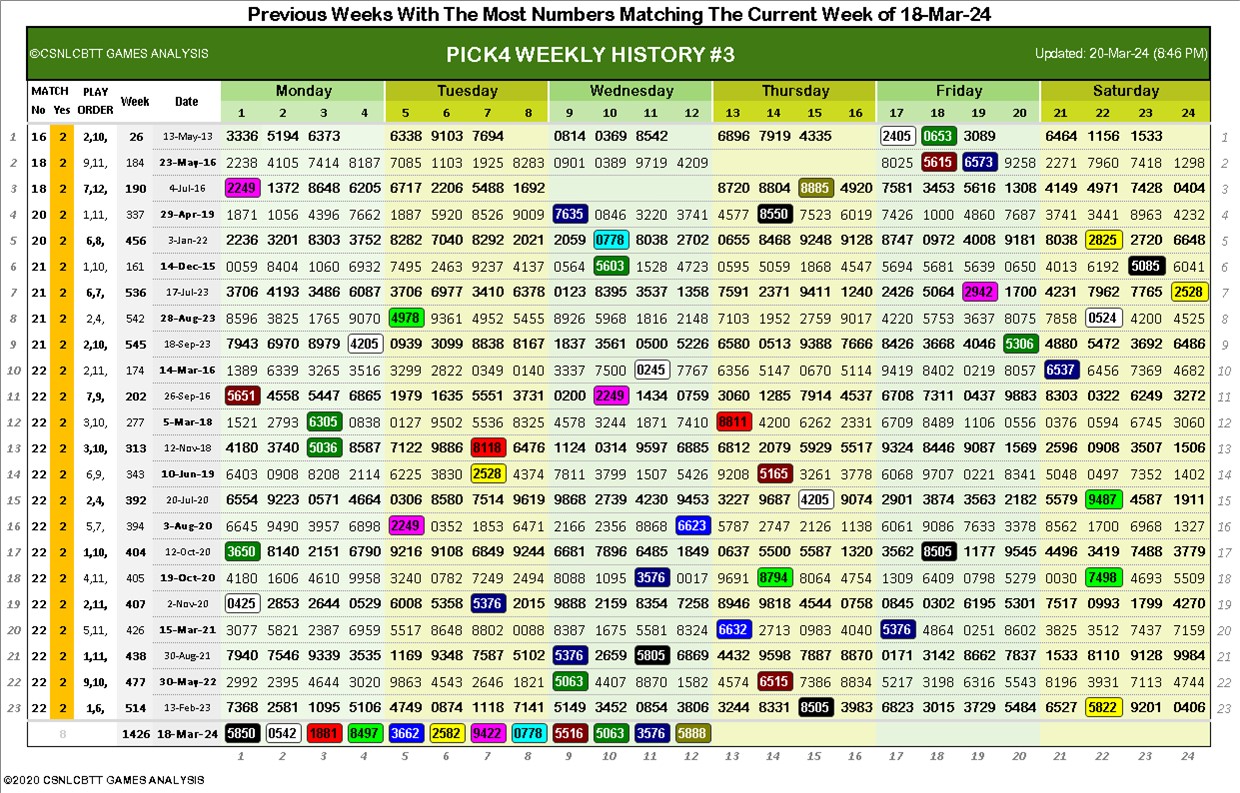 Previous Weeks With The Most Numbers Matching The Current Week of 18-Mar-24
©CSNLCBTT GAMES ANALYSIS PICK4 WEEKLY HISTORY #3 Updated: 20-Mar-24 (8:46 PM)
MATCH PLAY Week Date Monday Tuesday Wednesday Thursday Friday Saturday
No Yes ORDER 1 2 3 4 5 6 7 8 9 10 11 12 13 14 15 16 17 18 19 20 21 22 23 24
1 16 2 2,10, 26 13-May-13 3336 5194 6373 6338 9103 7694 0814 0369 8542 6896 7919 4335 2405 0653 3089 6464 1156 1533 1
2 18 2 9,11, 184 23-May-16 2238 4105 7414 8187 7085 1103 1925 8283 0901 0389 9719 4209 8025 5615 6573 9258 2271 7960 7418 1298 2
3 18 2 7,12, 190 4-Jul-16 2249 1372 8648 6205 6717 2206 5488 1692 8720 8804 8885 4920 7581 3453 5616 1308 4149 4971 7428 0404 3
4 20 2 1,11, 337 29-Apr-19 1871 1056 4396 7662 1887 5920 8526 9009 7635 0846 3220 3741 4577 8550 7523 6019 7426 1000 4860 7687 3741 3441 8963 4232 4
5 20 2 6,8, 456 3-Jan-22 2236 3201 8303 3752 8282 7040 8292 2021 2059 0778 8038 2702 0655 8468 9248 9128 8747 0972 4008 9181 8038 2825 2720 6648 5
6 21 2 1,10, 161 14-Dec-15 0059 8404 1060 6932 7495 2463 9237 4137 0564 5603 1528 4723 0595 5059 1868 4547 5694 5681 5639 0650 4013 6192 5085 6041 6
7 21 2 6,7, 536 17-Jul-23 3706 4193 3486 6087 3706 6977 3410 6378 0123 8395 3537 1358 7591 2371 9411 1240 2426 5064 2942 1700 4231 7962 7765 2528 7
8 21 2 2,4, 542 28-Aug-23 8596 3825 1765 9070 4978 9361 4952 5455 8926 5968 1816 2148 7103 1952 2759 9017 4220 5753 3637 8075 7858 0524 4200 4525 8
9 21 2 2,10, 545 18-Sep-23 7943 6970 8979 4205 0939 3099 8838 8167 1837 3561 0500 5226 6580 0513 9388 7666 8426 3668 4046 5306 4880 5472 3692 6486 9
10 22 2 2,11, 174 14-Mar-16 1389 6339 3265 3516 3299 2822 0349 0140 3337 7500 0245 7767 6356 5147 0670 5114 9419 8402 0219 8057 6537 6456 7369 4682 10
11 22 2 7,9, 202 26-Sep-16 5651 4558 5447 6865 1979 1635 5551 3731 0200 2249 1434 0759 3060 1285 7914 4537 6708 7311 0437 9883 8303 0322 6249 3272 11
12 22 2 3,10, 277 5-Mar-18 1521 2793 6305 0838 0127 9502 5536 8325 4578 3244 1871 7410 8811 4200 6262 2331 6709 8489 1106 0556 0376 0594 6745 3060 12
13 22 2 3,10, 313 12-Nov-18 4180 3740 5036 8587 7122 9886 8118 6476 1124 0314 9597 6885 6812 2079 5929 5517 9324 8446 9087 1569 2596 0908 3507 1506 13
14 22 2 6,9, 343 10-Jun-19 6403 0908 8208 2114 6225 3830 2528 4374 7811 3799 1507 5426 9208 5165 3261 3778 6068 9707 0221 8341 5048 0497 7352 1402 14
15 22 2 2,4, 392 20-Jul-20 6554 9223 0571 4664 0306 8580 7514 9619 9868 2739 4230 9453 3227 9687 4205 9074 2901 3874 3563 2182 5579 9487 4587 1911 15
16 22 2 5,7, 394 3-Aug-20 6645 9490 3957 6898 2249 0352 1853 6471 2166 2356 8868 6623 5787 2747 2126 1138 6061 9086 7633 3378 8562 1700 6968 1327 16
17 22 2 1,10, 404 12-Oct-20 3650 8140 2151 6790 9216 9108 6849 9244 6681 7896 6485 1849 0637 5500 5587 1320 3562 8505 1177 9545 4496 3419 7488 3779 17
18 22 2 4,11, 405 19-Oct-20 4180 1606 4610 9958 3240 0782 7249 2494 8088 1095 3576 0017 9691 8794 8064 4754 1309 6409 0798 5279 0030 7498 4693 5509 18
19 22 2 2,11, 407 2-Nov-20 0425 2853 2644 0529 6008 5358 5376 2015 9888 2159 8354 7258 8946 9818 4544 0758 0845 0302 6195 5301 7517 0993 1799 4270 19
20 22 2 5,11, 426 15-Mar-21 3077 5821 2387 6959 5517 8648 8802 0088 8387 1675 5581 8324 6632 2713 0983 4040 5376 4864 0251 8602 3825 3512 7437 7159 20
21 22 2 1,11, 438 30-Aug-21 7940 7546 9339 3535 1169 9348 7587 5102 5376 2659 5805 6869 4432 9598 7887 8870 0171 3142 8662 7837 1533 8110 9128 9984 21
22 22 2 9,10, 477 30-May-22 2992 2395 4644 3020 9863 4543 2646 1821 5063 4407 8870 1582 4744 6515 7386 8834 5217 3198 6316 5543 8196 3931 7113 4744 22
23 22 2 1,6, 514 13-Feb-23 7368 2581 1095 5106 4749 0874 1118 7141 5149 3452 0854 3806 3244 8331 8505 3963 6823 3015 3729 5484 6527 5822 9201 0406 23
8 1426 18-Mar-24 5850 0542 1881 8497 3662 2582 9422 0778 5516 5063 3576 5888
1 2 3 4 5 6 7 8 9 10 11 12 13 14 15 16 17 18 19 20 21 22 23 24
©2020 CSNLCBTT GAMES ANALYSIS